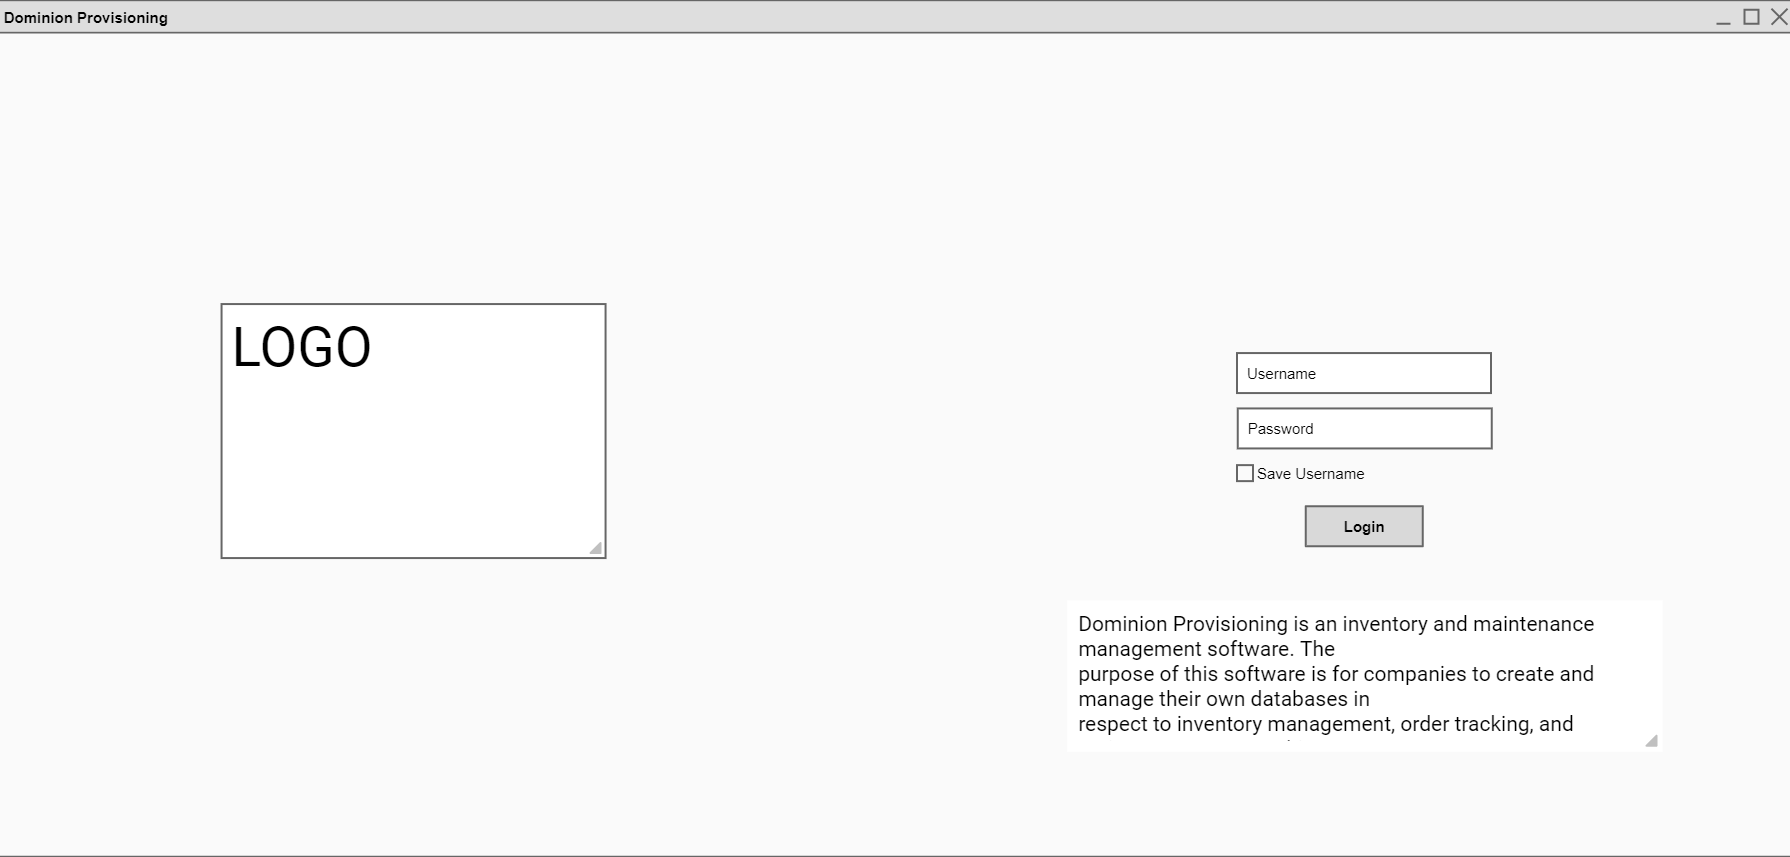 Dominion Provisioning
LOGO
Username
Password
Save Username
Login
Dominion Provisioning is an inventory and maintenance
management software. The
purpose of this software is for companies to create and
manage their own databases in
respect to inventory management, order tracking, and